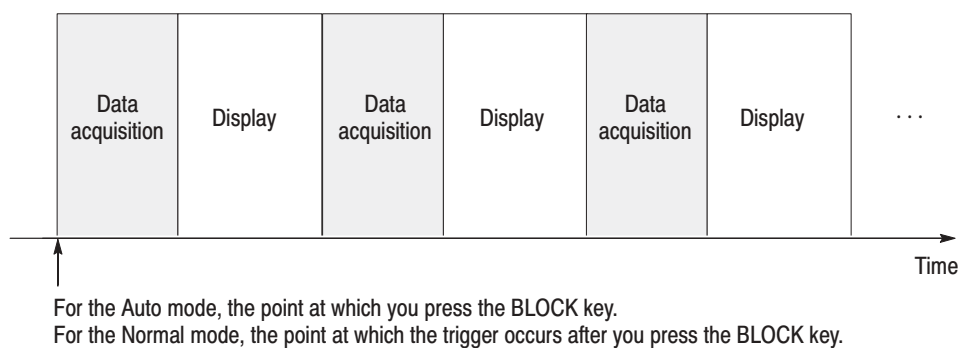 Data
acquisition
Display
Data
acquisition
Display
Data
acquisition
Display
. . .
Time
For the Auto mode, the point at which you press the BLOCK key.
For the Normal mode, the point at which the trigger occurs after you press the BLOCK key.